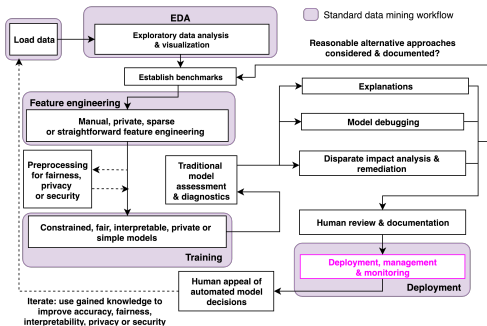 EDA
Standard data mining workflow
Load data
Exploratory data analysis
& visualization
Reasonable alternative approaches
considered & documented?
Establish benchmarks
Explanations
Feature engineering
Manual, private, sparse
or straightforward feature engineering
Model debugging
Preprocessing
for fairness,
privacy
or security
Traditional
model
assessment
& diagnostics
Disparate impact analysis &
remediation
Constrained, fair, interpretable, private or
simple models
Training
Human review & documentation
Deployment, management
& monitoring
Deployment
Human appeal of
automated model
decisions
Iterate: use gained knowledge to
improve accuracy, fairness,
interpretability, privacy or security